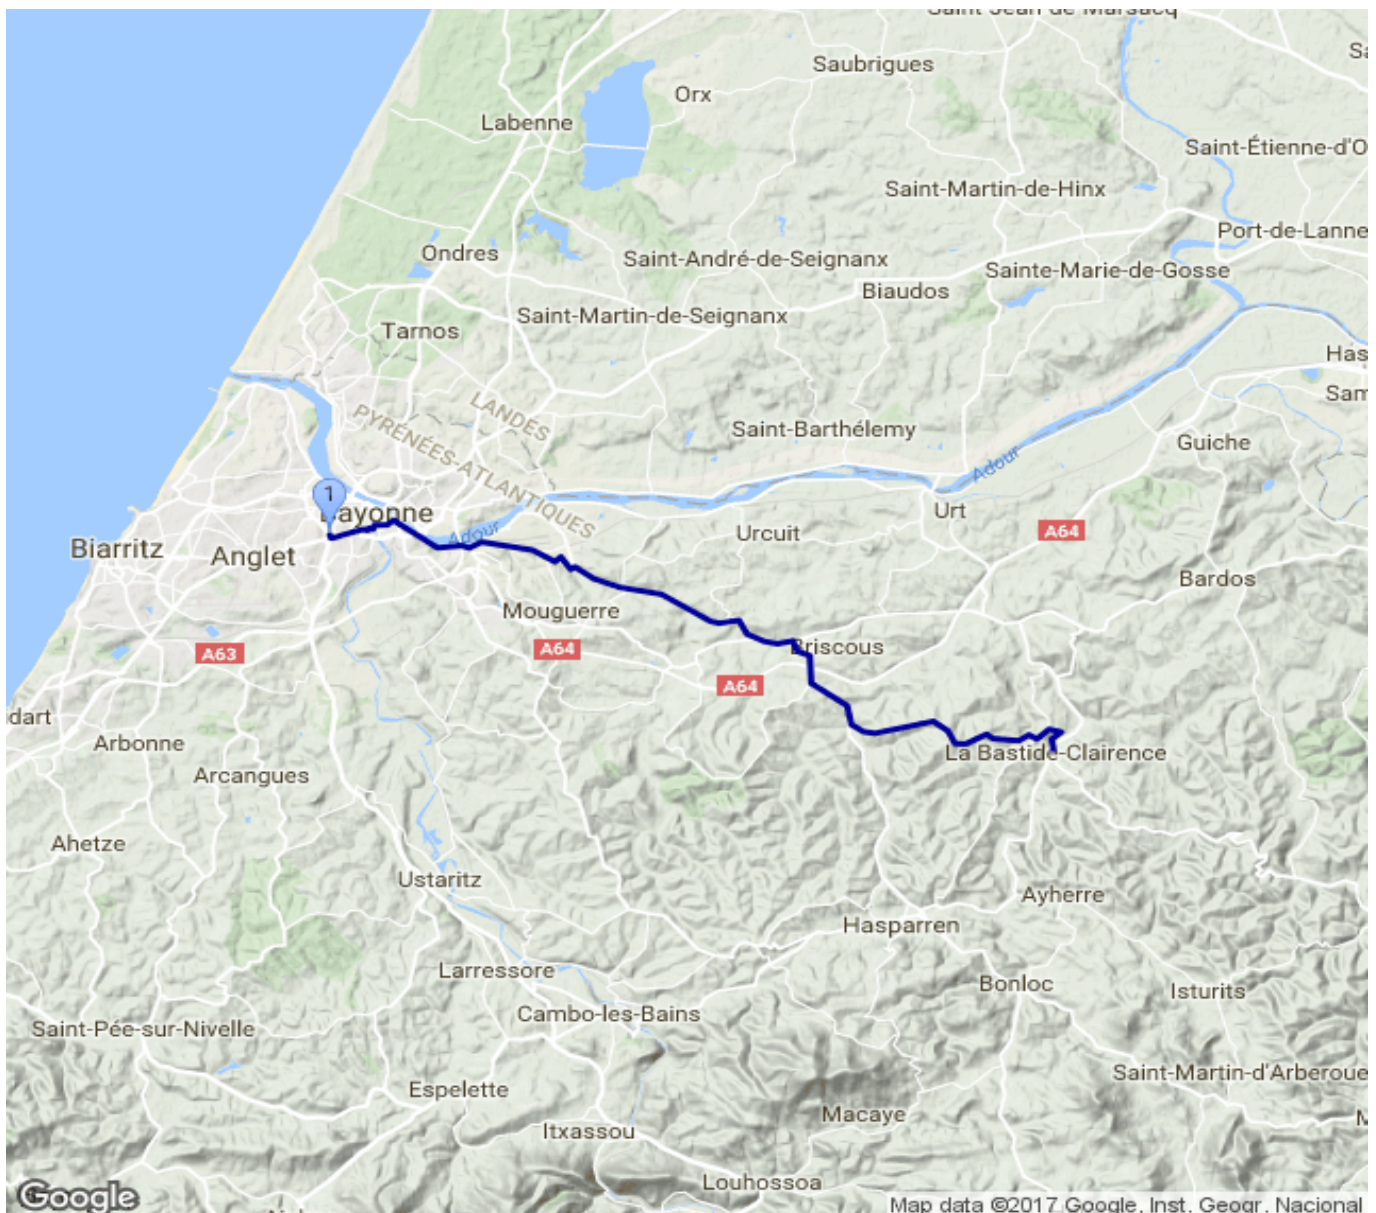 Saint-Jean-de-Marsacq
Saubrigues
Orx
Labenne
Saint-Étienne-d'O
Saint-Martin-de-Hinx
Port-de-Lanne
Ondres
Saint-André-de-Seignanx
Sainte-Marie-de-Gosse
Biaudos
Saint-Martin-de-Seignanx
Tarnos
Has
Sam
LANDES
PYRÉNÉES-ATLANTIQUES
Saint-Barthélemy
Guiche
Adour
1
Bayonne
Urt
Adour
Urcuit
A64
Biarritz
Anglet
Bardos
Mouguerre
A63
A64
Briscous
A64
dart
Arbonne
La Bastide-Clairence
Arcangues
Ahetze
Ustaritz
Ayherre
Hasparren
Larressore
Bonloc
Isturits
Cambo-les-Bains
Saint-Pée-sur-Nivelle
Saint-Martin-d'Arberoue
Espelette
Macaye
Itxassou
Louhossoa
Google
Map data ©2017 Google, Inst. Geogr. Nacional